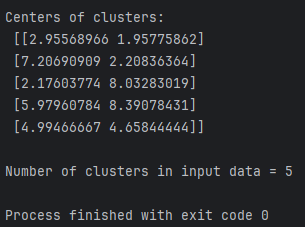 Centers of clusters:
[[2.95568966 1.95775862]
[7.20690909 2.20836364]
[2.17603774 8.03283019]
[5.97960784 8.39078431]
[4.99466667 4.65844444]]
Number of clusters in input data = 5
Process finished with exit code 0